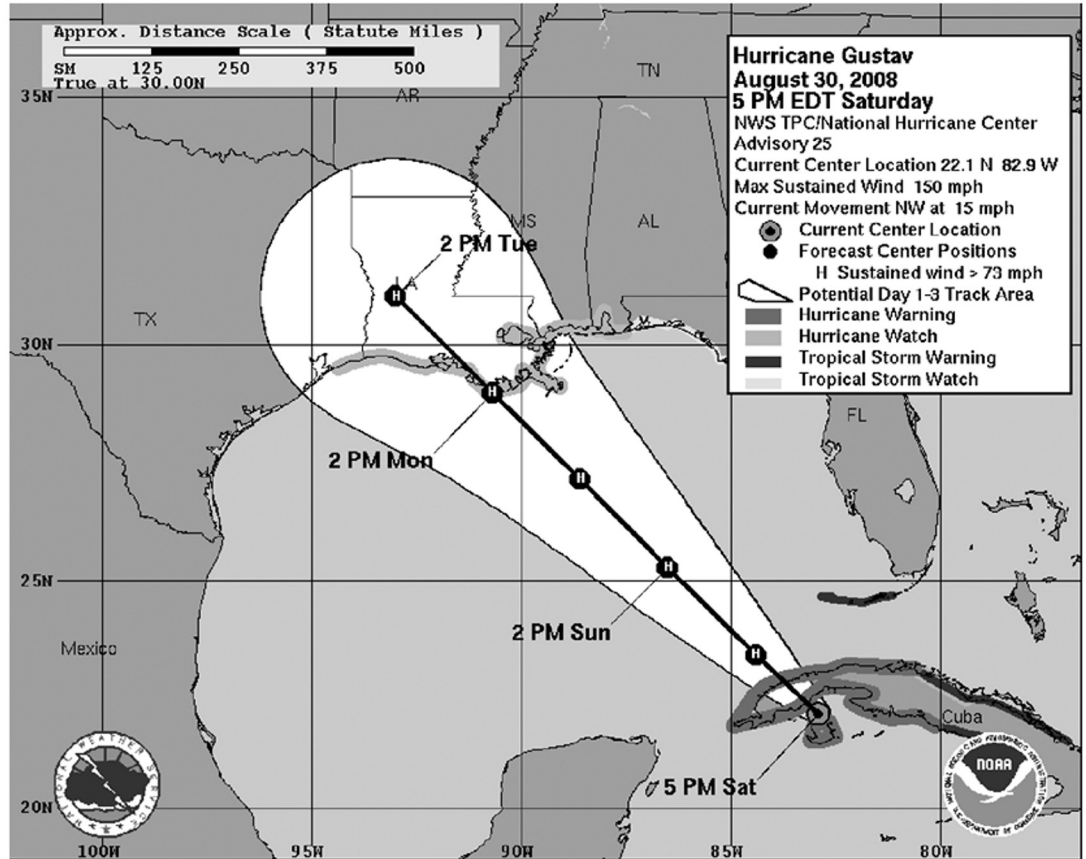 Approx. Distance Scale ( Statute Miles )
SM 125 250 375 500
True at 30.00N
Hurricane Gustav
August 30, 2008
5 PM EDT Saturday
NWS TPC/National Hurricane Center
Advisory 25
Current Center Location 22.1 N 82.9 W
Max Sustained Wind 150 mph
Current Movement NW at 15 mph
Current Center Location
Forecast Center Positions
H Sustained wind > 73 mph
Potential Day 1-3 Track Area
Hurricane Warning
Hurricane Watch
Tropical Storm Warning
Tropical Storm Watch
TN
35N
AR
MS
AL
2 PM Tue
LA
H
TX
30N
H
FL
2 PM Mon
H
25N
H
2 PM Sun
Mexico
H
Cuba
5 PM Sat
NATIONAL WEATHER SERVICE
NOAA
20N
100W 95W 90W 85W 80W